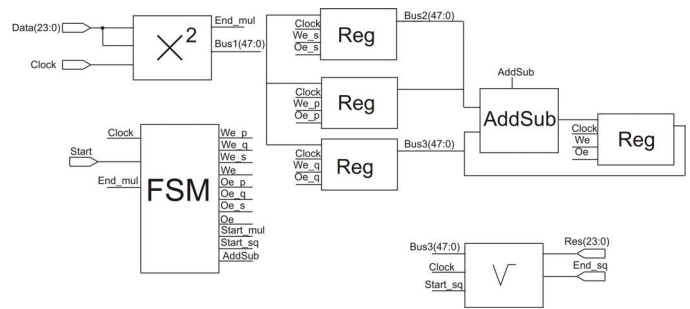 Data(23:0)
Clock
X2
End_mul
Bus1(47:0)
Clock
We_s
Oe_s
Reg
Bus2(47:0)
Clock
We_p
Oe_p
Reg
Clock
We_q
Oe_q
Reg
Bus3(47:0)
AddSub
AddSub
Clock
We
Oe
Reg
Clock
Start
End_mul
FSM
We_p
We_q
We_s
We
Oe_p
Oe_q
Oe_s
Oe
Start_mul
Start_sq
AddSub
Bus3(47:0)
Clock
Start_sq
√
Res(23:0)
End_sq